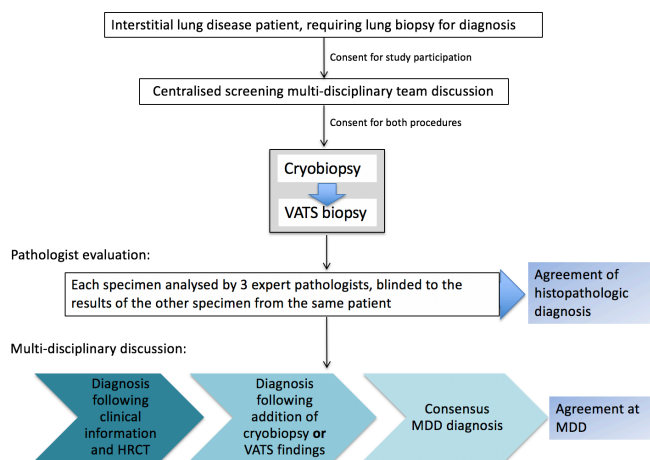 Interstitial lung disease patient, requiring lung biopsy for diagnosis
Consent for study participation
Centralised screening multi-disciplinary team discussion
Consent for both procedures
Cryobiopsy
VATS biopsy
Pathologist evaluation:
Each specimen analysed by 3 expert pathologists, blinded to the
results of the other specimen from the same patient
Agreement of
histopathologic
diagnosis
Multi-disciplinary discussion:
Diagnosis
following
clinical
information
and HRCT
Diagnosis
following
addition of
cryobiopsy or
VATS findings
Consensus
MDD diagnosis
Agreement at
MDD